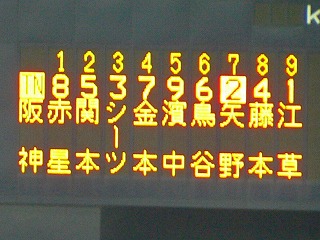 k
1 2 3 4 5 6 7 8 9
8 5 3 7 9 6 2 4 1
阪神
赤星
関本
シーツ
金本
濱中
鳥谷
矢野
藤本
江草